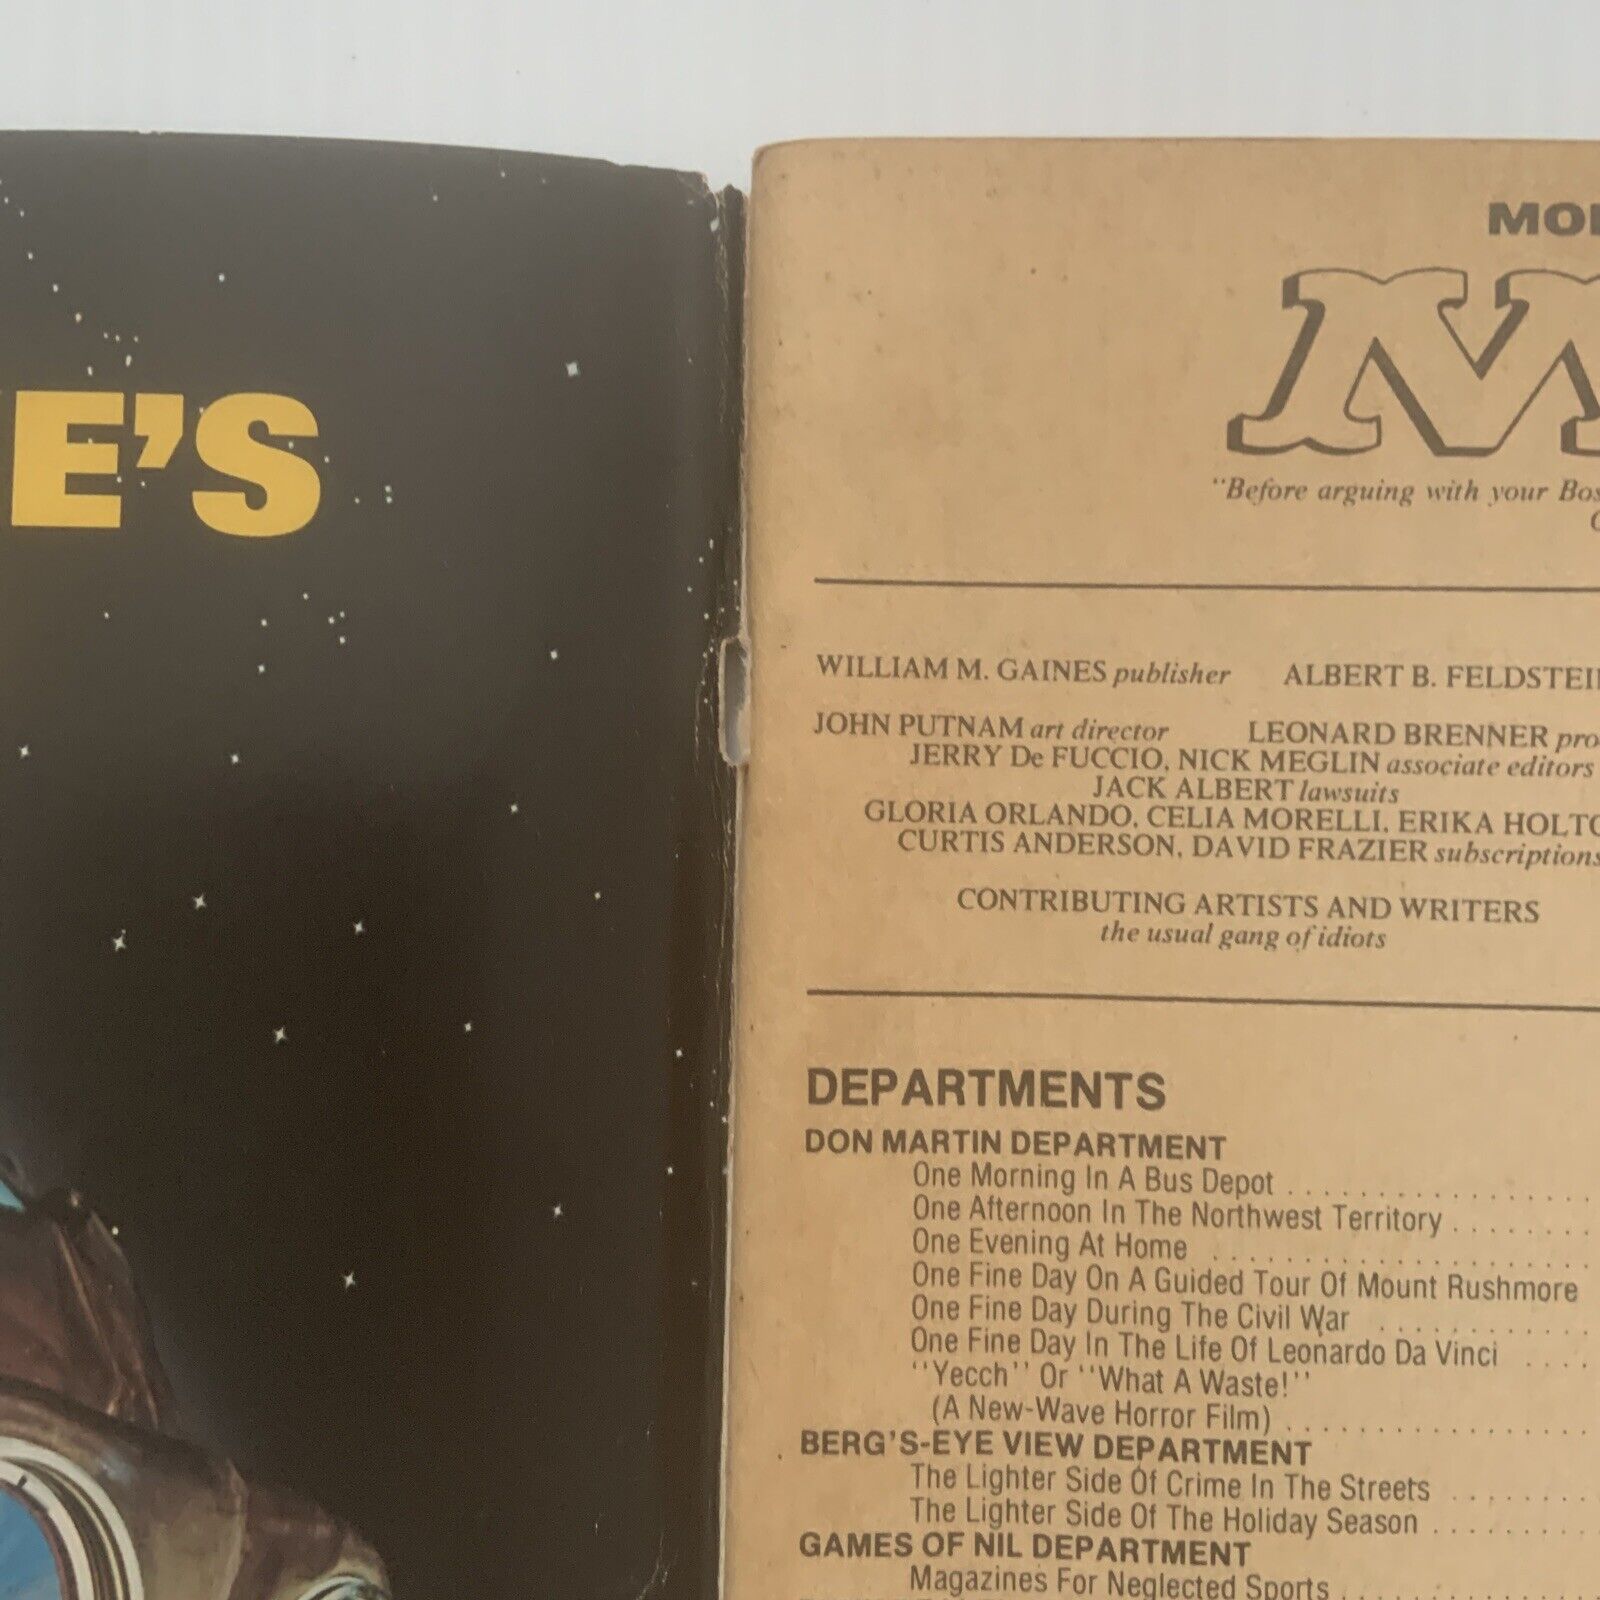 E'S
MO
M
"Before arguing with your Bos
WILLIAM M. GAINES publisher ALBERT B. FELDSTEI
JOHN PUTNAM art director LEONARD BRENNER pro
JERRY De FUCCIO, NICK MEGLIN associate editors
JACK ALBERT lawsuits
GLORIA ORLANDO, CELIA MORELLI, ERIKA HOLTC
CURTIS ANDERSON, DAVID FRAZIER subscriptions
CONTRIBUTING ARTISTS AND WRITERS
the usual gang of idiots
DEPARTMENTS
DON MARTIN DEPARTMENT
One Morning In A Bus Depot
One Afternoon In The Northwest Territory
One Evening At Home
One Fine Day On A Guided Tour Of Mount Rushmore
One Fine Day During The Civil War
One Fine Day In The Life Of Leonardo Da Vinci
"Yecch" Or "What A Waste!"
(A New-Wave Horror Film)
BERG'S-EYE VIEW DEPARTMENT
The Lighter Side Of Crime In The Streets
The Lighter Side Of The Holiday Season
GAMES OF NIL DEPARTMENT
Magazines For Neglected Sports